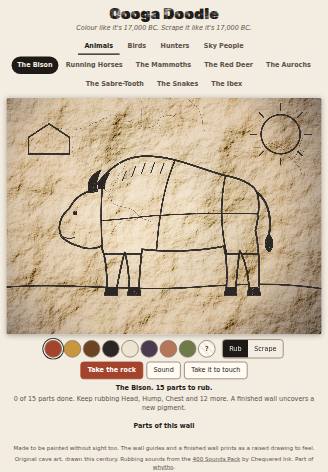 Ooga Doodle
Colour like it's 17,000 BC. Scrape it like it's 17,000 BC.
Animals Birds Hunters Sky People
The Bison Running Horses The Mammoths The Red Deer The Aurochs
The Sabre-Tooth The Snakes The Ibex
? Rub Scrape
Take the rock Sound Take it to touch
The Bison. 15 parts to rub.
0 of 15 parts done. Keep rubbing Head, Hump, Chest and 12 more. A finished wall uncovers a
new pigment.
Parts of this wall
Made to be painted without sight too. The wall guides and a finished wall prints as a raised drawing to feel.
Original cave art, drawn this century. Rubbing sounds from the 400 Sounds Pack by Chequered Ink. Part of
whytho.